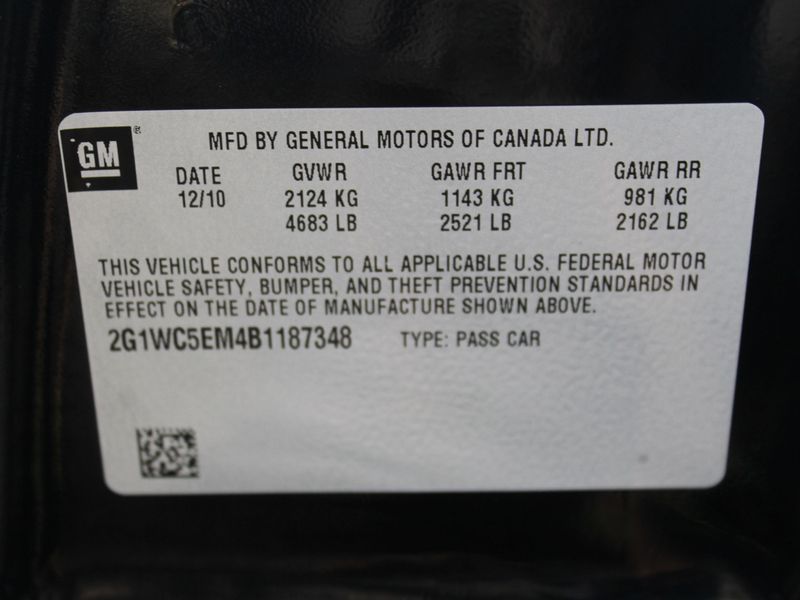 GM ®
MFD BY GENERAL MOTORS OF CANADA LTD.
DATE GVWR GAWR FRT GAWR RR
12/10 2124 KG 1143 KG 981 KG
4683 LB 2521 LB 2162 LB
THIS VEHICLE CONFORMS TO ALL APPLICABLE U.S. FEDERAL MOTOR
VEHICLE SAFETY, BUMPER, AND THEFT PREVENTION STANDARDS IN
EFFECT ON THE DATE OF MANUFACTURE SHOWN ABOVE.
2G1WC5EM4B1187348 TYPE: PASS CAR